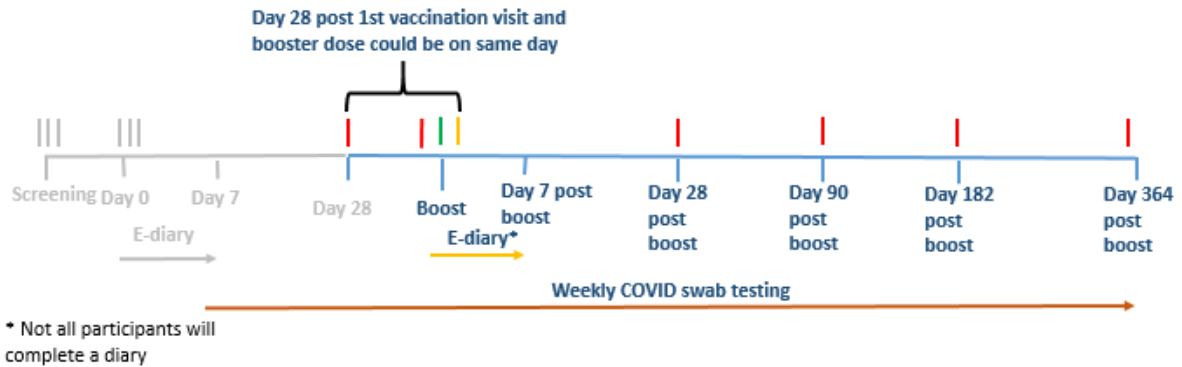 Day 28 post 1st vaccination visit and
booster dose could be on same day
Screening
Day 0
Day 7
Day 28
Boost
Day 7 post
boost
Day 28
post
boost
Day 90
post
boost
Day 182
post
boost
Day 364
post
boost
E-diary
E-diary*
Weekly COVID swab testing
* Not all participants will
complete a diary